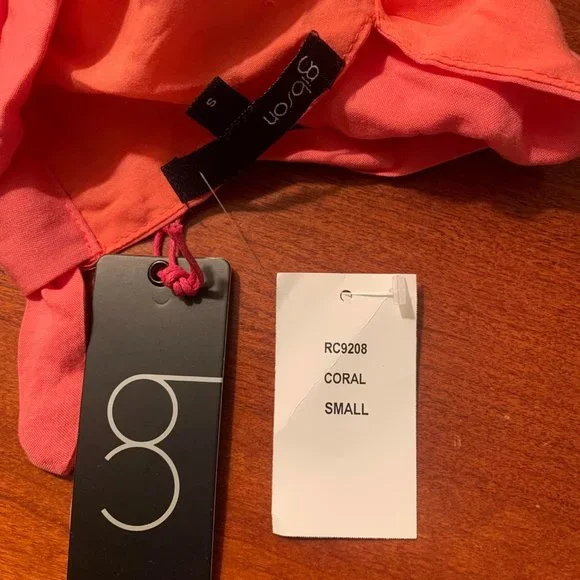 gibson
S
RC9208
CORAL
SMALL